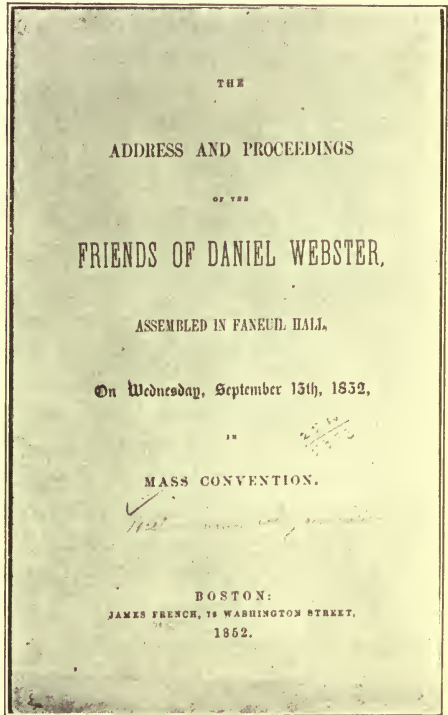 THE
ADDRESS AND PROCEEDINGS
OF THE
FRIENDS OF DANIEL WEBSTER,
ASSEMBLED IN FANEUIL HALL,
On Wednesday, September 15th, 1852,
IN
MASS CONVENTION.
BOSTON:
JAMES FRENCH, 78 WASHINGTON STREET,
1852.